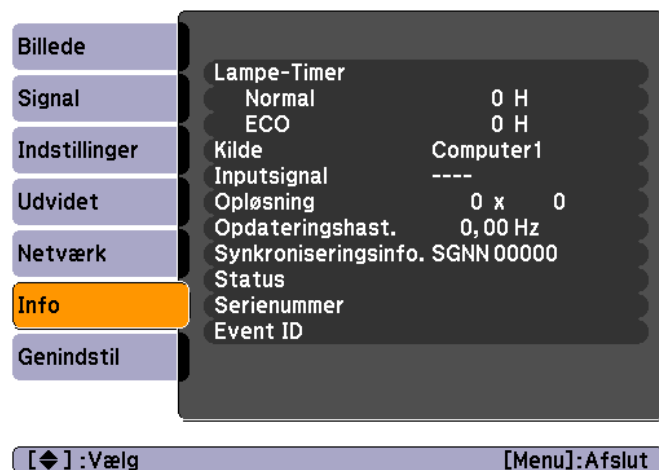 Billede
Signal
Indstillinger
Udvidet
Netværk
Info
Genindstil
Lampe-Timer
Normal 0 H
ECO 0 H
Kilde Computer1
Inputsignal ----
Opløsning 0 x 0
Opdateringshast. 0,00 Hz
Synkroniseringsinfo. SGNN 00000
Status
Serienummer
Event ID
[◆] :Vælg [Menu]:Afslut